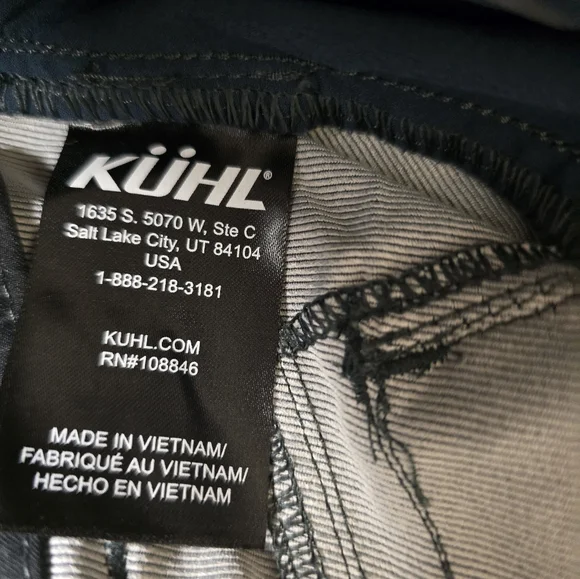 KÜHL®
1635 S. 5070 W, Ste C
Salt Lake City, UT 84104
USA
1-888-218-3181
KUHL.COM
RN#108846
MADE IN VIETNAM/
FABRIQUÉ AU VIETNAM/
HECHO EN VIETNAM